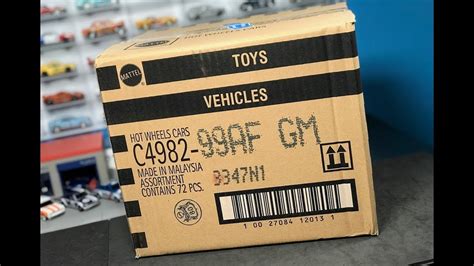 TOYS
MATTEL
VEHICLES
HOT WHEELS CARS
C4982-99AF GM
MADE IN MALAYSIA
ASSORTMENT
CONTAINS 72 PCS.
3347N1
1 00 27084 12013 1